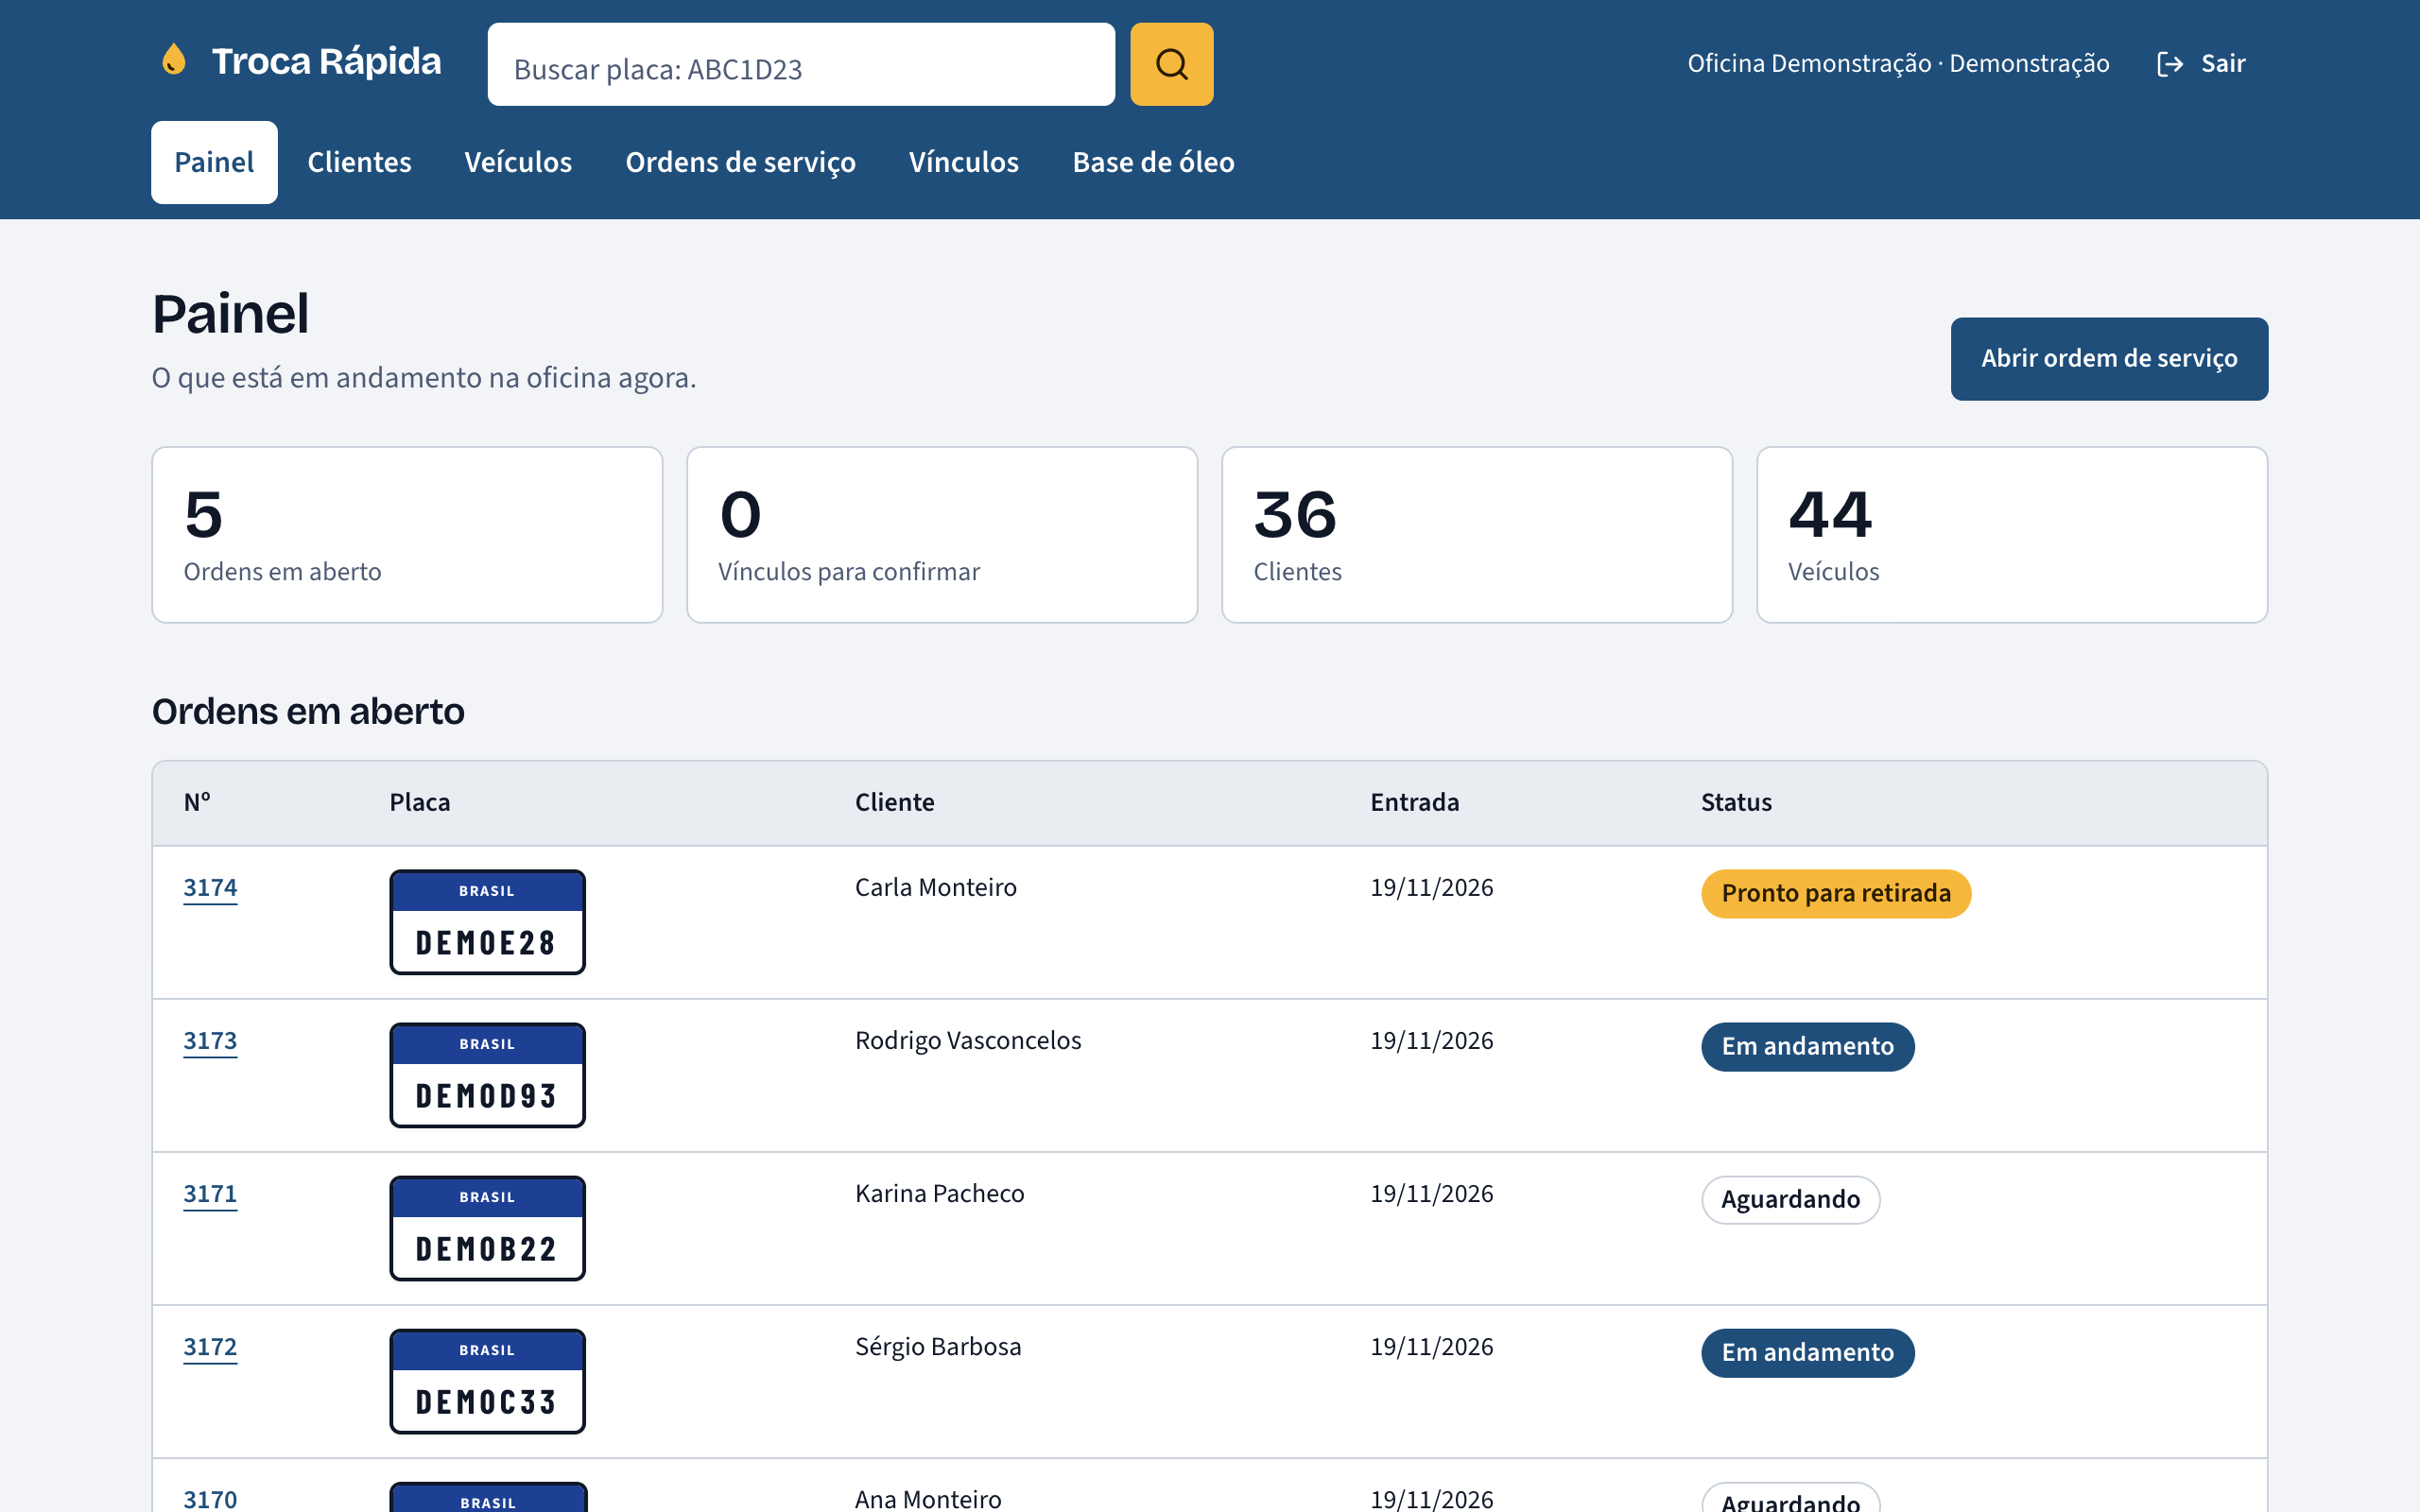 Troca Rápida
Buscar placa: ABC1D23
Oficina Demonstração · Demonstração
Sair
Painel
Clientes
Veículos
Ordens de serviço
Vínculos
Base de óleo
Painel
O que está em andamento na oficina agora.
Abrir ordem de serviço
5
Ordens em aberto
0
Vínculos para confirmar
36
Clientes
44
Veículos
Ordens em aberto
Nº Placa Cliente Entrada Status
3174 BRASIL DEMOE28 Carla Monteiro 19/11/2026 Pronto para retirada
3173 BRASIL DEMOD93 Rodrigo Vasconcelos 19/11/2026 Em andamento
3171 BRASIL DEMOB22 Karina Pacheco 19/11/2026 Aguardando
3172 BRASIL DEMOC33 Sérgio Barbosa 19/11/2026 Em andamento
3170 BRASIL Ana Monteiro 19/11/2026 Aguardando